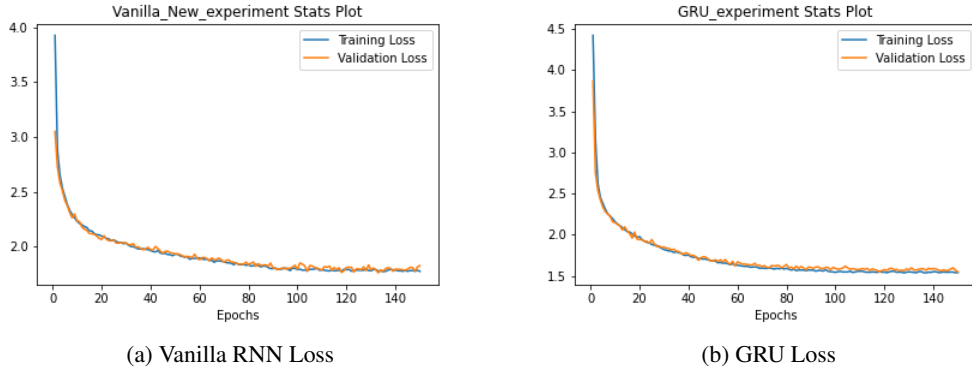 Vanilla_New_experiment Stats Plot
4.0
3.5
3.0
2.5
2.0
Training Loss
Validation Loss
0 20 40 60 80 100 120 140
Epochs
(a) Vanilla RNN Loss
GRU_experiment Stats Plot
4.5
4.0
3.5
3.0
2.5
2.0
1.5
Training Loss
Validation Loss
0 20 40 60 80 100 120 140
Epochs
(b) GRU Loss